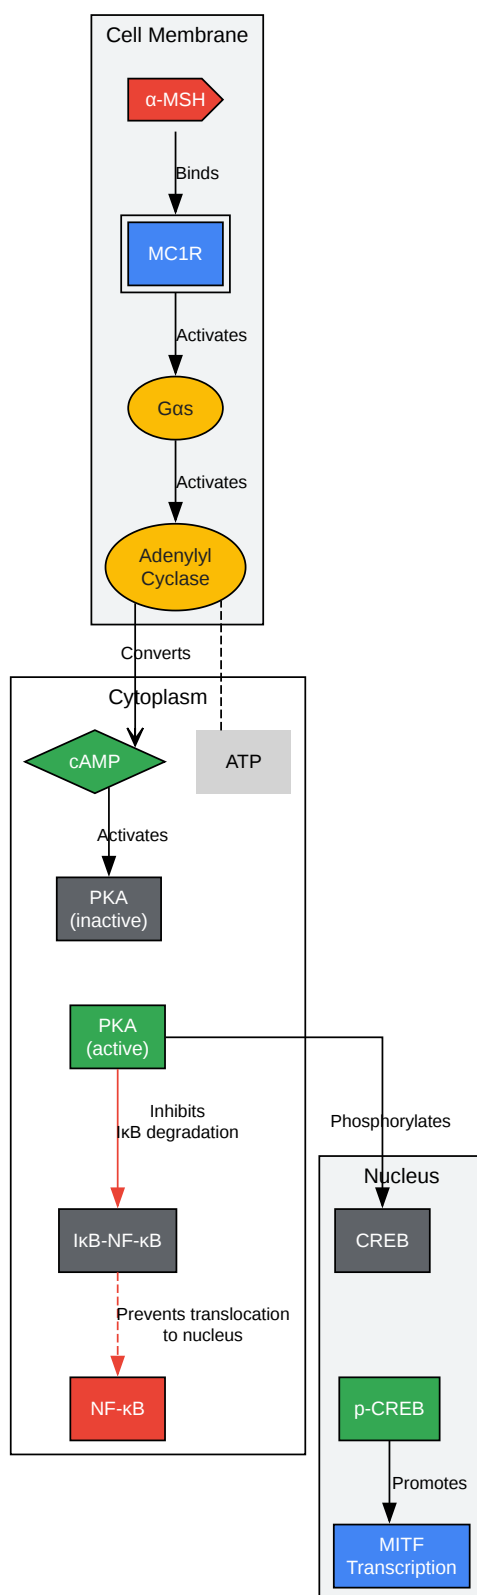 Cell Membrane
α-MSH
Binds
MC1R
Activates
Gαs
Activates
Adenylyl
Cyclase
Converts
Cytoplasm
cAMP
ATP
Activates
PKA
(inactive)
PKA
(active)
Inhibits
IκB degradation
Phosphorylates
Nucleus
IκB-NF-κB
CREB
Prevents translocation
to nucleus
NF-κB
p-CREB
Promotes
MITF
Transcription